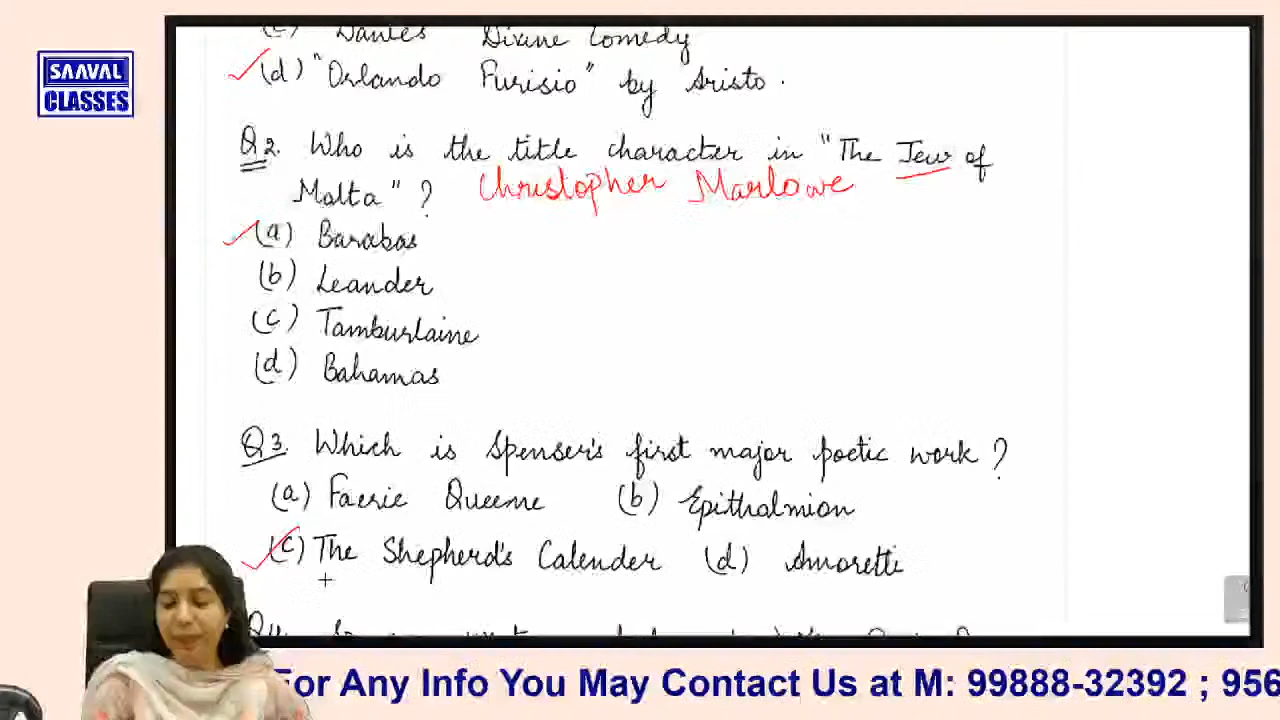 SAAVAL
CLASSES
(c) Dantes Divine Comedy
(d) "Orlando Furisio" by Aristo.
Q2. Who is the title character in "The Jew of
Malta" ? Christopher Marlowe
(a) Barabas
(b) Leander
(c) Tamburlaine
(d) Bahamas
Q3. Which is Spenser's first major poetic work ?
(a) Faerie Queene (b) Epithalmion
(c) The Shepherd's Calender (d) Amoretti
Q4.
For Any Info You May Contact Us at M: 99888-32392 ; 956